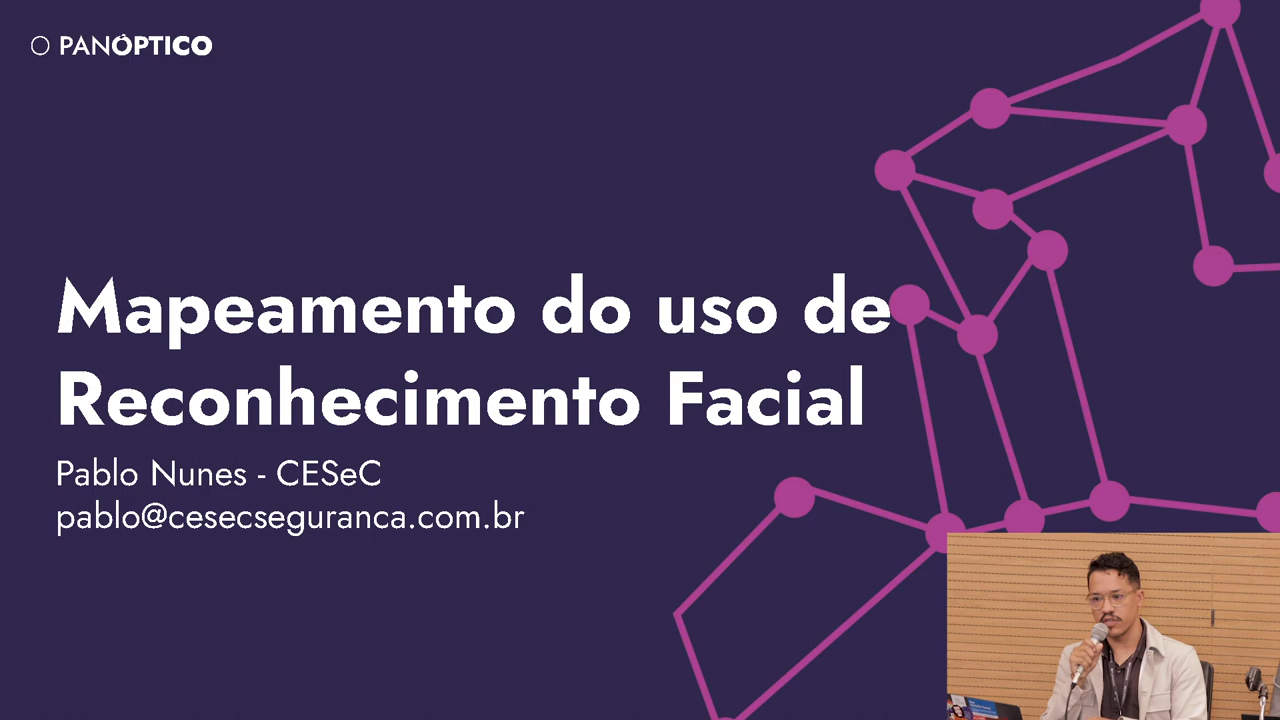 O PANÓPTICO
Mapeamento do uso de
Reconhecimento Facial
Pablo Nunes - CESeC
pablo@cesecseguranca.com.br